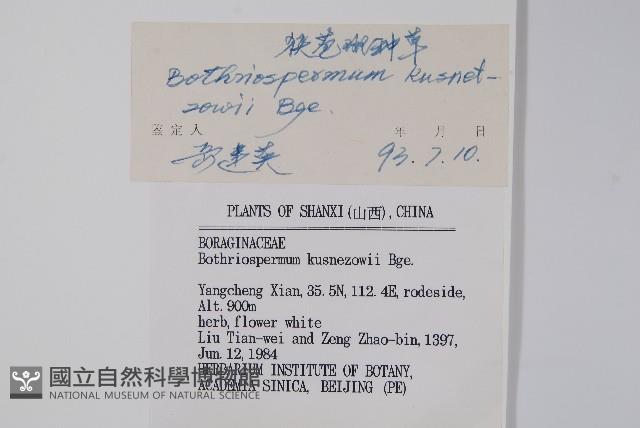 狭苞斑种草
Bothriospermum kusnet-
zowii Bge.
鉴定人 年 月 日
93.7.10.
PLANTS OF SHANXI (山西), CHINA
BORAGINACEAE
Bothriospermum kusnezowii Bge.
Yangcheng Xian, 35.5N, 112.4E, rodeside,
Alt. 900m
herb, flower white
Liu Tian-wei and Zeng Zhao-bin, 1397,
Jun. 12, 1984
HERBARIUM INSTITUTE OF BOTANY,
ACADEMIA SINICA, BEIJING (PE)
國立自然科學博物館
NATIONAL MUSEUM OF NATURAL SCIENCE